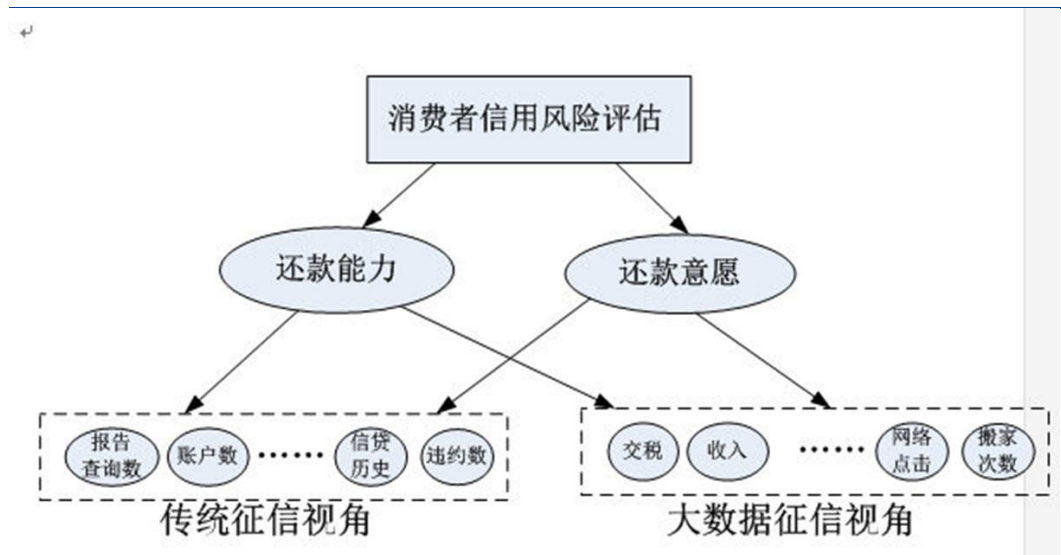 消费者信用风险评估
还款能力
还款意愿
报告
查询数
账户数
……
信贷
历史
违约数
交税
收入
……
网络
点击
搬家
次数
传统征信视角
大数据征信视角